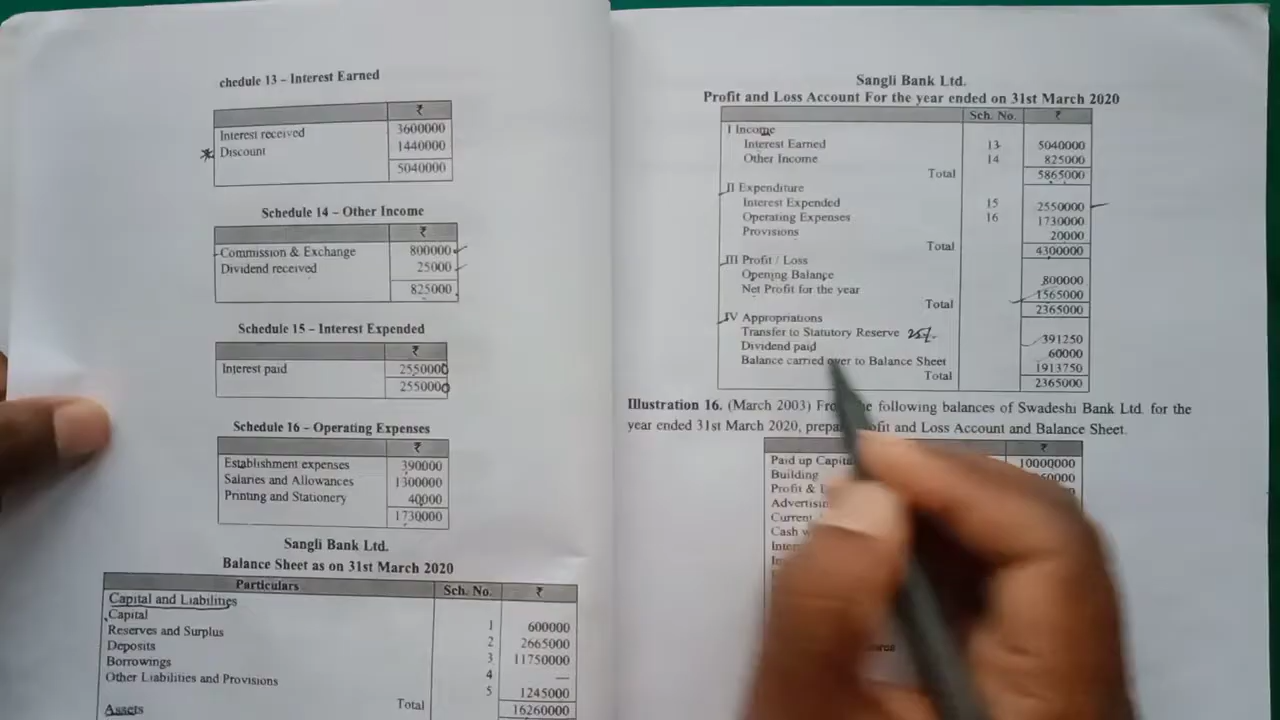 chedule 13 – Interest Earned
₹
Interest received 3600000
Discount 1440000
5040000
Schedule 14 – Other Income
₹
Commission & Exchange 800000
Dividend received 25000
825000
Schedule 15 – Interest Expended
₹
Interest paid 2550000
2550000
Schedule 16 – Operating Expenses
₹
Establishment expenses 390000
Salaries and Allowances 1300000
Printing and Stationery 40000
1730000
Sangli Bank Ltd.
Balance Sheet as on 31st March 2020
Particulars Sch. No. ₹
Capital and Liabilities
Capital 1 600000
Reserves and Surplus 2 2665000
Deposits 3 11750000
Borrowings 4 —
Other Liabilities and Provisions 5 1245000
Total 16260000
Assets
Sangli Bank Ltd.
Profit and Loss Account For the year ended on 31st March 2020
Sch. No. ₹
I Income
Interest Earned 13 5040000
Other Income 14 825000
Total 5865000
II Expenditure
Interest Expended 15 2550000
Operating Expenses 16 1730000
Provisions 20000
Total 4300000
III Profit / Loss
Opening Balance 800000
Net Profit for the year 1565000
Total 2365000
IV Appropriations
Transfer to Statutory Reserve 25% 391250
Dividend paid 60000
Balance carried over to Balance Sheet 1913750
Total 2365000
Illustration 16. (March 2003) the following balances of Swadeshi Bank Ltd. for the
year ended 31st March 2020, and Loss Account and Balance Sheet.
₹
Paid up 10000000
Building
Profit &
Current
Cash